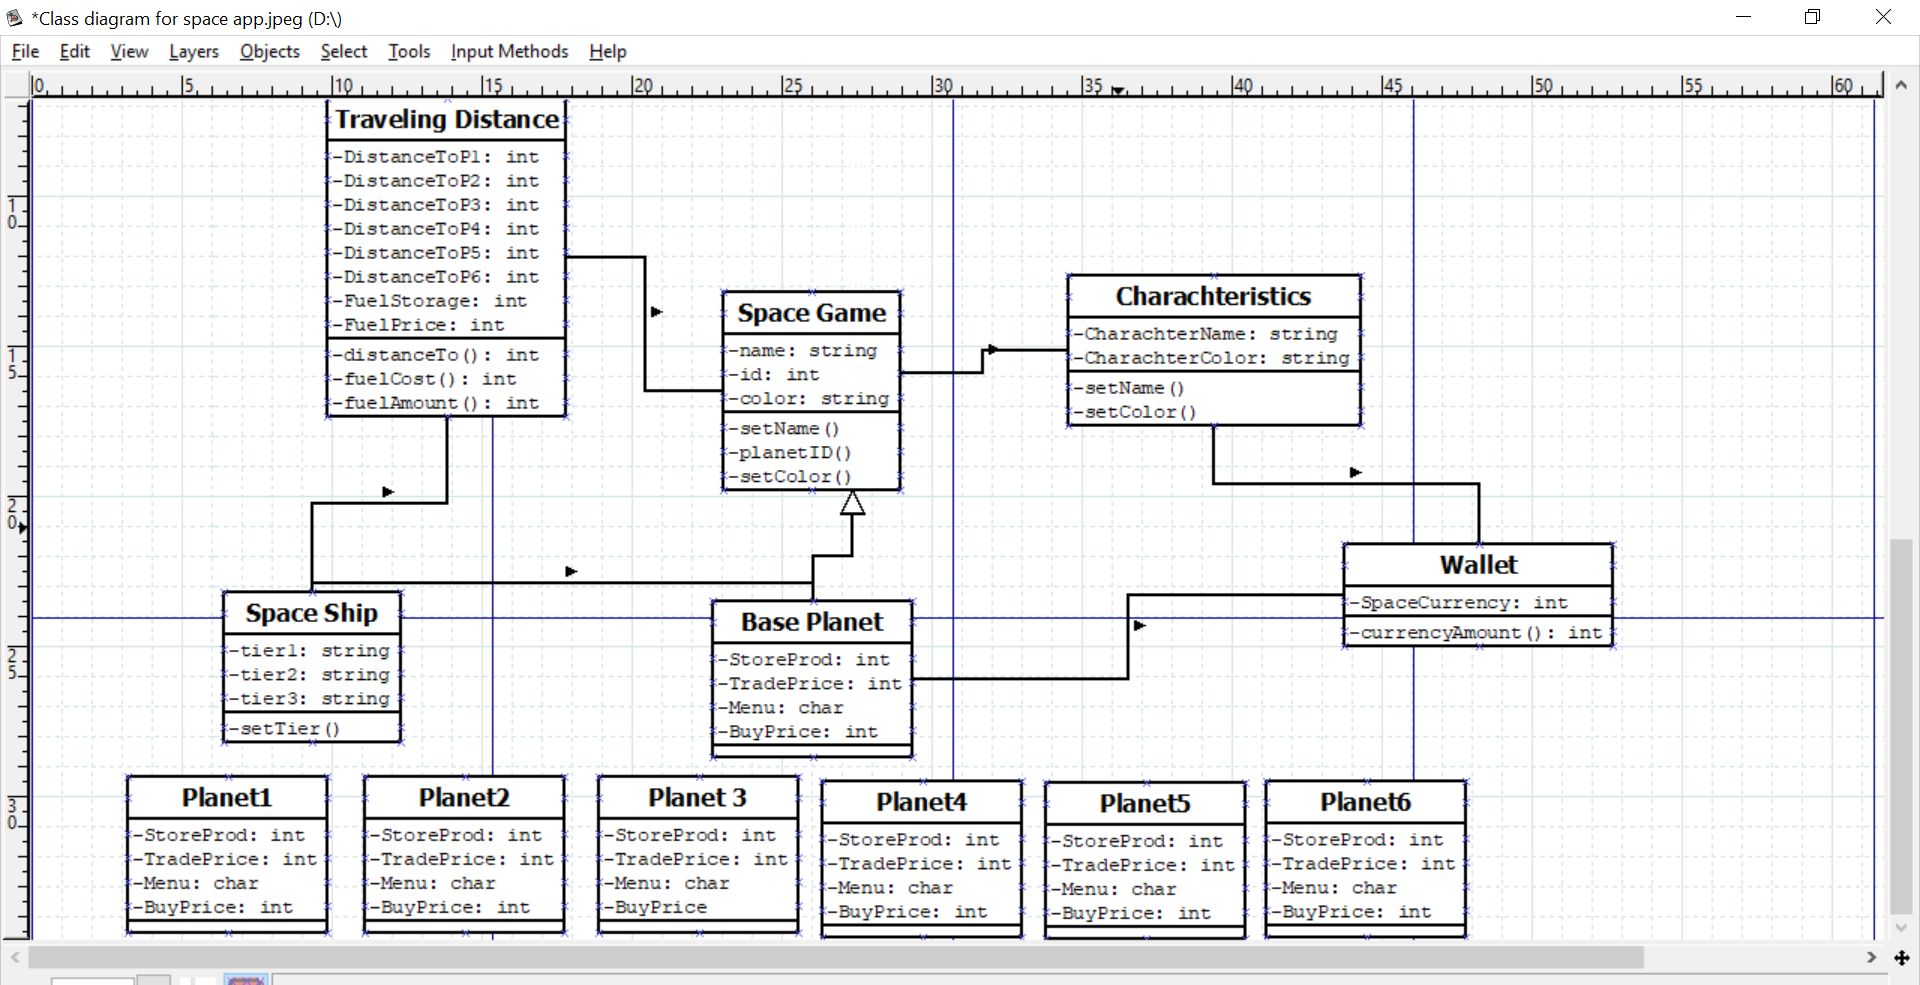 *Class diagram for space app.jpeg (D:\)
File Edit View Layers Objects Select Tools Input Methods Help
0 5 10 15 20 25 30 35 40 45 50 55 60
10
15
20
25
30
Traveling Distance
-DistanceToP1: int
-DistanceToP2: int
-DistanceToP3: int
-DistanceToP4: int
-DistanceToP5: int
-DistanceToP6: int
-FuelStorage: int
-FuelPrice: int
-distanceTo(): int
-fuelCost(): int
-fuelAmount(): int
Space Game
-name: string
-id: int
-color: string
-setName()
-planetID()
-setColor()
Charachteristics
-CharachterName: string
-CharachterColor: string
-setName()
-setColor()
Wallet
-SpaceCurrency: int
-currencyAmount(): int
Space Ship
-tier1: string
-tier2: string
-tier3: string
-setTier()
Base Planet
-StoreProd: int
-TradePrice: int
-Menu: char
-BuyPrice: int
Planet1
-StoreProd: int
-TradePrice: int
-Menu: char
-BuyPrice: int
Planet2
-StoreProd: int
-TradePrice: int
-Menu: char
-BuyPrice: int
Planet 3
-StoreProd: int
-TradePrice: int
-Menu: char
-BuyPrice
Planet4
-StoreProd: int
-TradePrice: int
-Menu: char
-BuyPrice: int
Planet5
-StoreProd: int
-TradePrice: int
-Menu: char
-BuyPrice: int
Planet6
-StoreProd: int
-TradePrice: int
-Menu: char
-BuyPrice: int